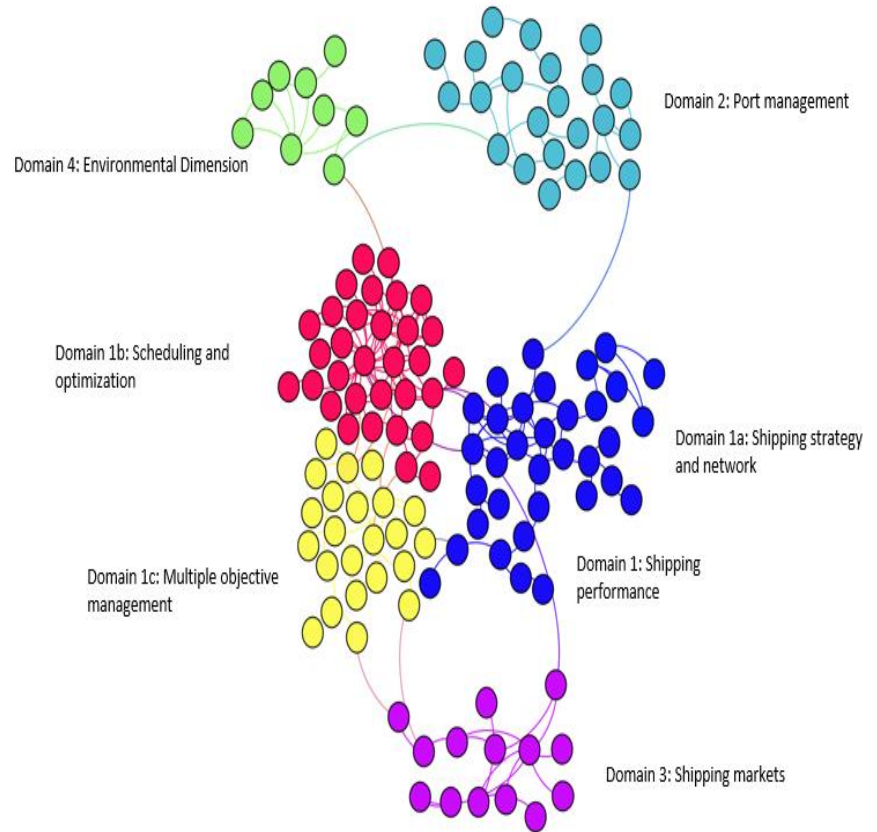 Domain 2: Port management
Domain 4: Environmental Dimension
Domain 1b: Scheduling and
optimization
Domain 1a: Shipping strategy
and network
Domain 1: Shipping
performance
Domain 1c: Multiple objective
management
Domain 3: Shipping markets